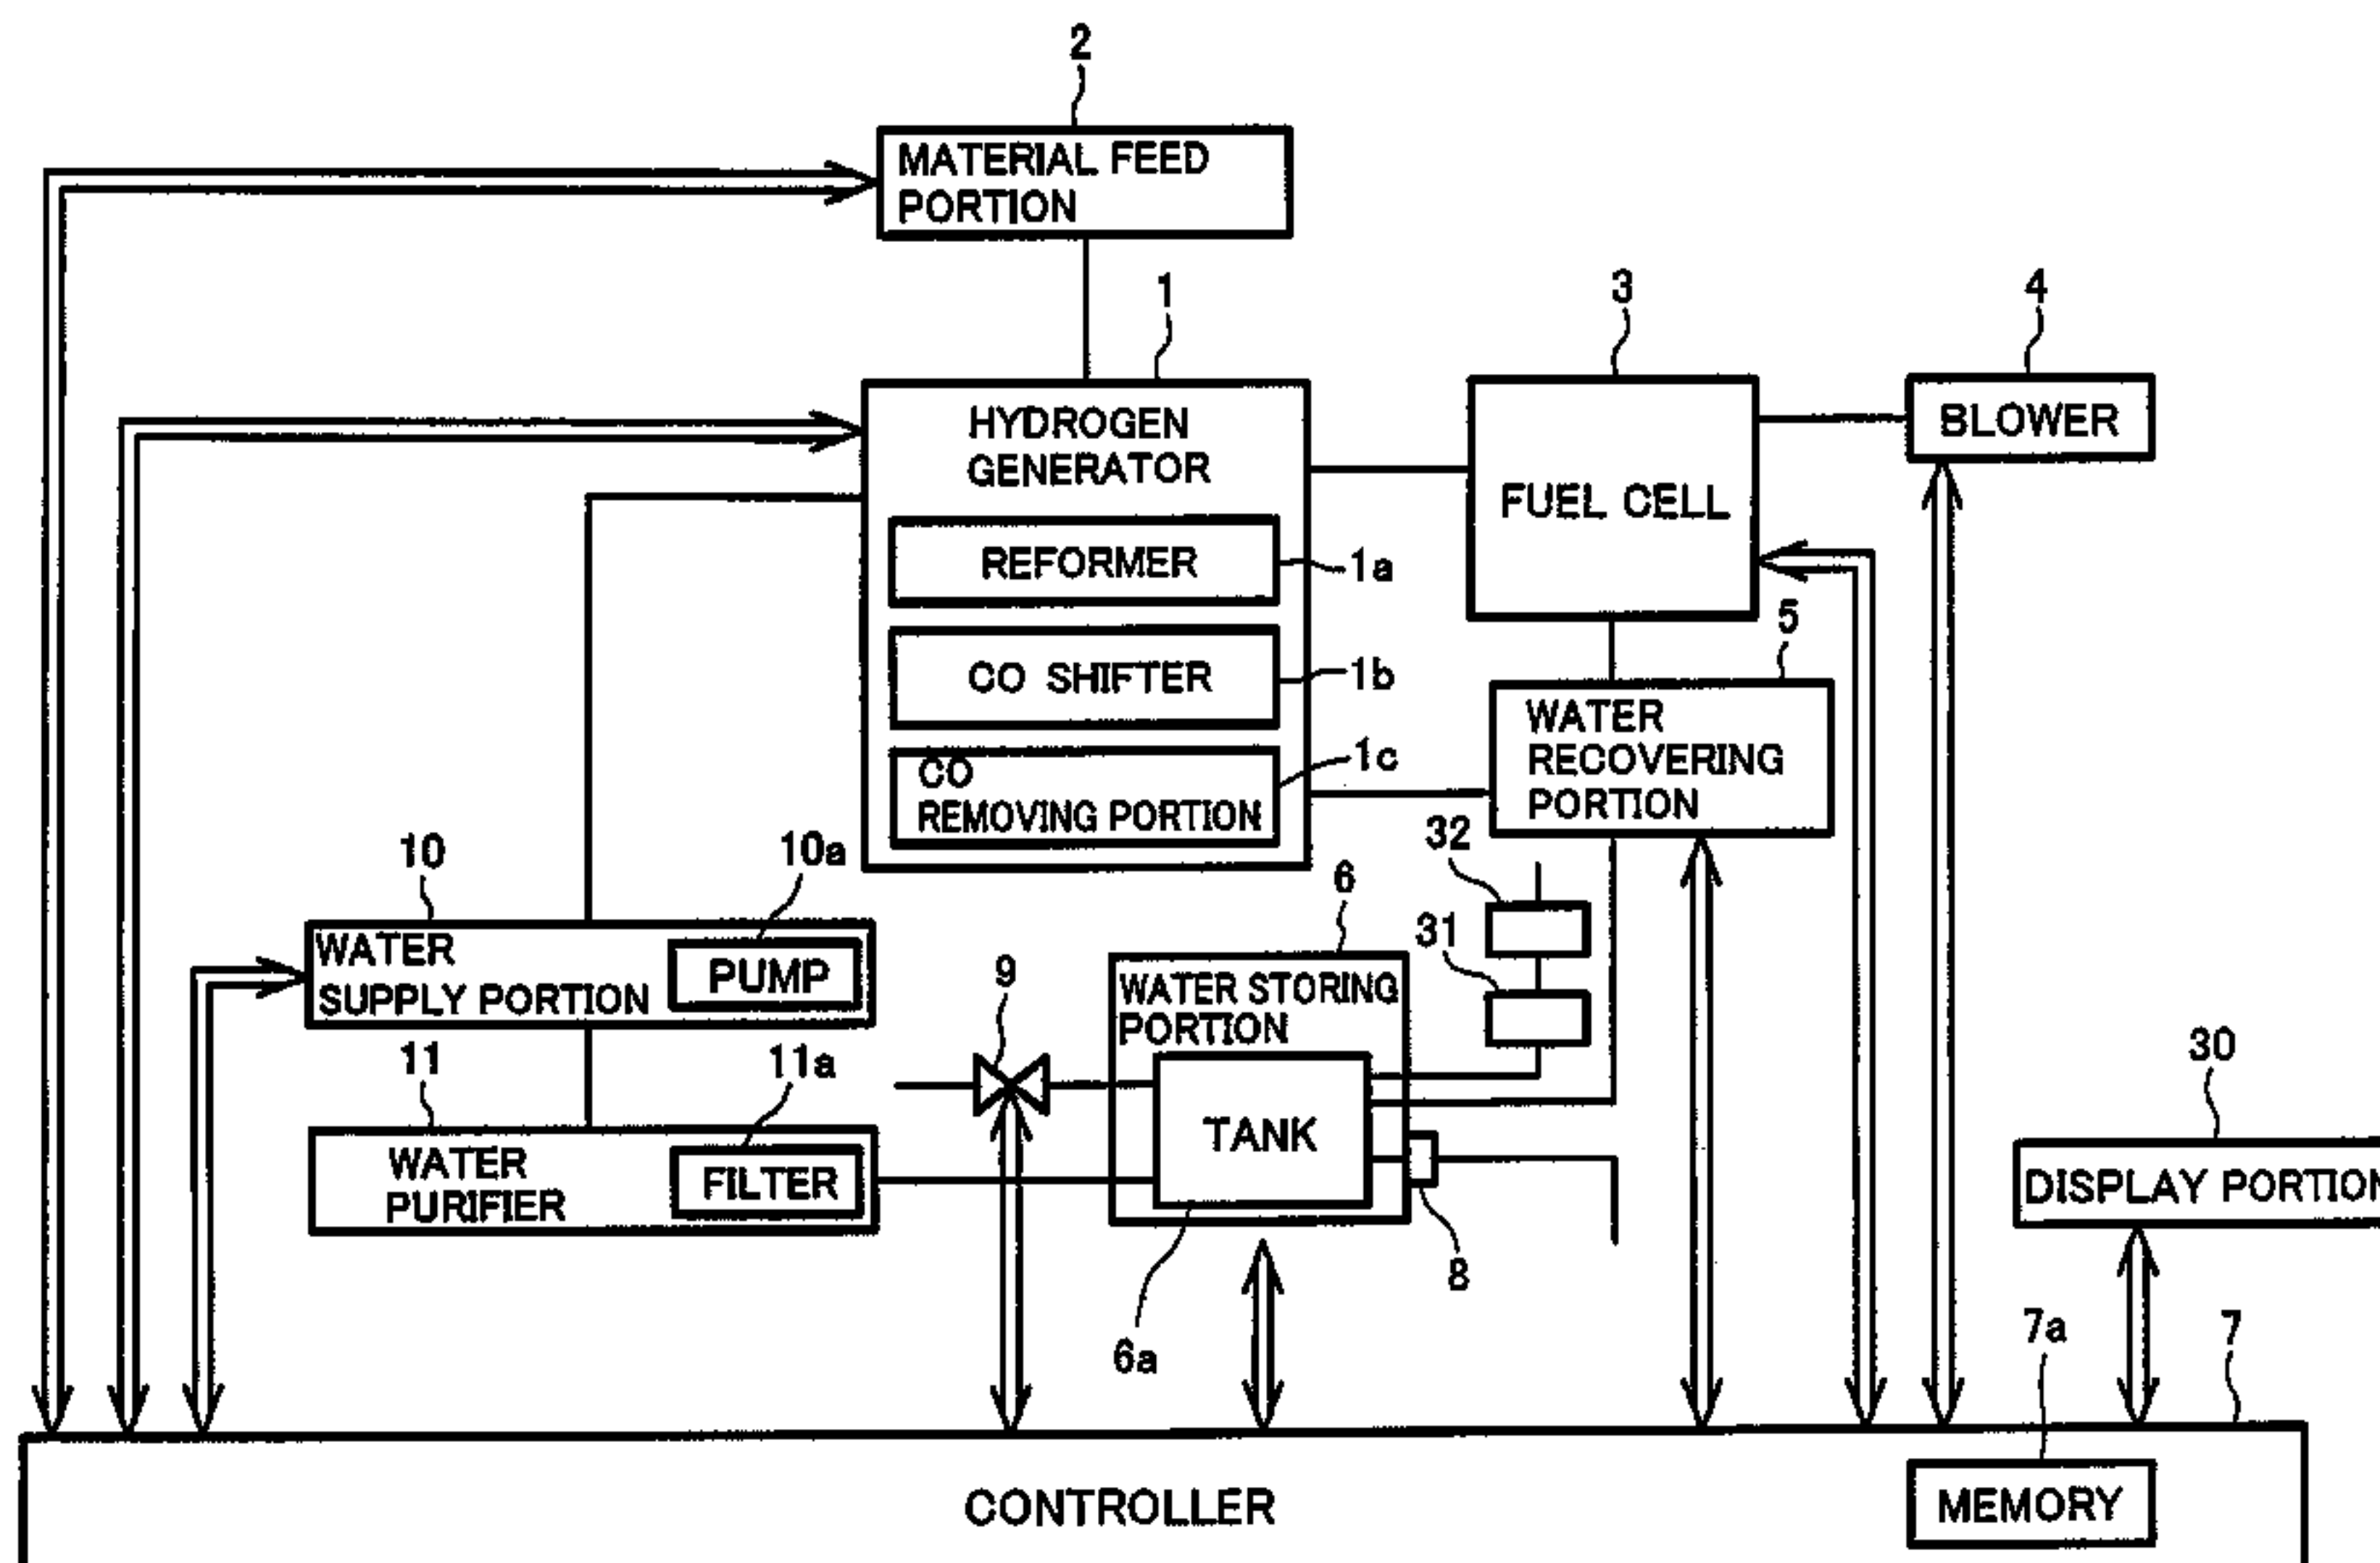 2
MATERIAL FEED
PORTION
1
3
4
HYDROGEN
GENERATOR
FUEL CELL
BLOWER
REFORMER
1a
5
CO SHIFTER
1b
WATER
RECOVERING
PORTION
CO
REMOVING PORTION
1c
32
10
10a
6
31
WATER
SUPPLY PORTION
PUMP
9
WATER STORING
PORTION
11
11a
30
WATER
PURIFIER
FILTER
TANK
DISPLAY PORTION
8
6a
7a
7
CONTROLLER
MEMORY